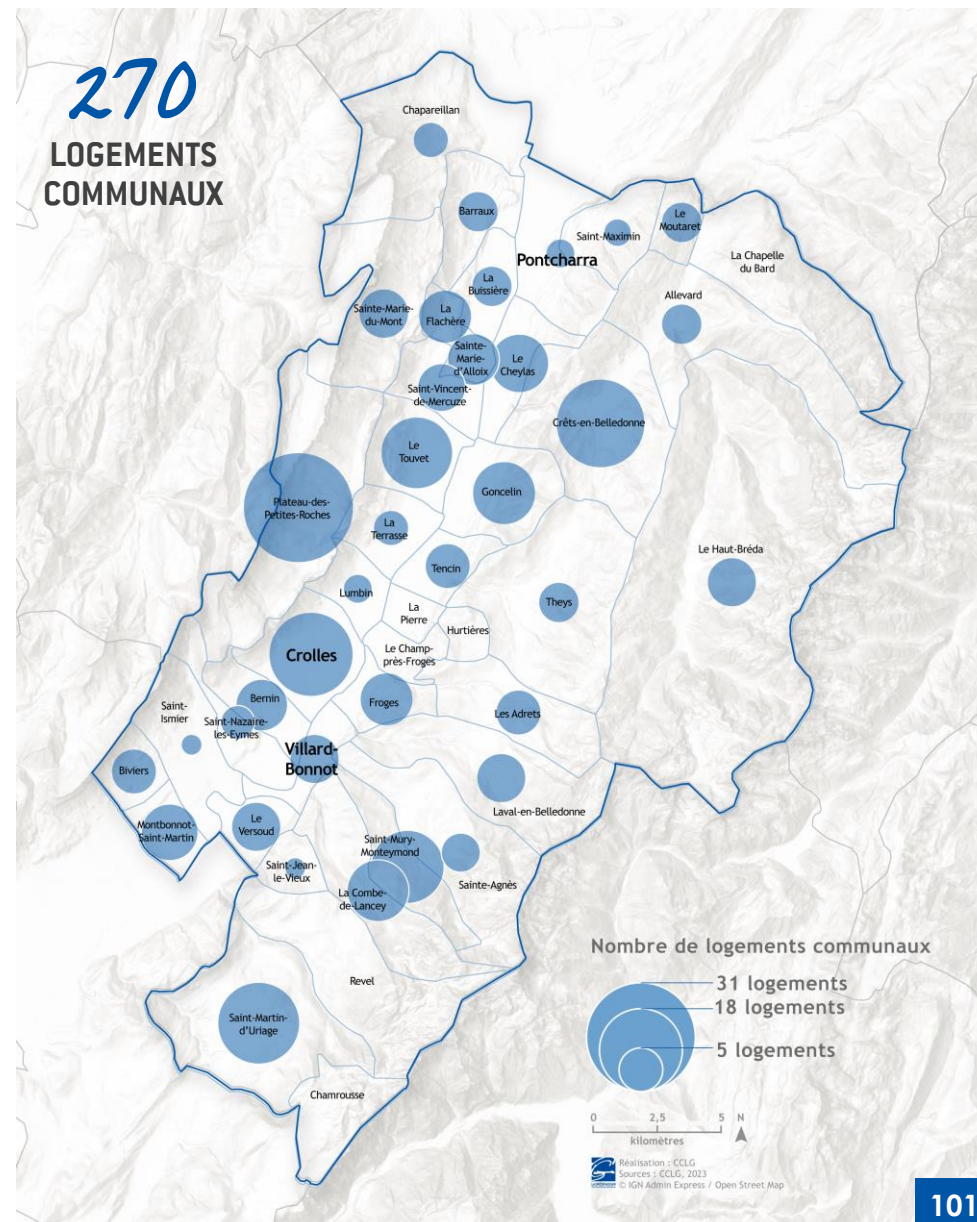 270
LOGEMENTS
COMMUNAUX
Chapareillan
Barraux
Saint-Maximin
Le
Moutaret
Pontcharra
La Chapelle
du Bard
La
Buissière
Allevard
Sainte-Marie-
du-Mont
La
Flachère
Sainte-
Marie-
d'Alloix
Le
Cheylas
Saint-Vincent-
de-Mercuze
Crêts-en-Belledonne
Le
Touvet
Goncelin
Plateau-des-
Petites-Roches
La
Terrasse
Le Haut-Bréda
Tencin
Lumbin
Theys
La
Pierre
Hurtières
Crolles
Le Champ-
près-Froges
Bernin
Froges
Saint-
Ismier
Saint-Nazaire-
les-Eymes
Les Adrets
Villard-
Bonnot
Biviers
Laval-en-Belledonne
Montbonnot-
Saint-Martin
Le
Versoud
Saint-Mury-
Monteymond
Saint-Jean-
le-Vieux
Sainte-Agnès
La Combe-
de-Lancey
Revel
Saint-Martin-
d'Uriage
Chamrousse
Nombre de logements communaux
31 logements
18 logements
5 logements
0 2,5 5 N
kilomètres
Réalisation : CCLG
Sources : CCLG, 2023
© IGN Admin Express / Open Street Map
101